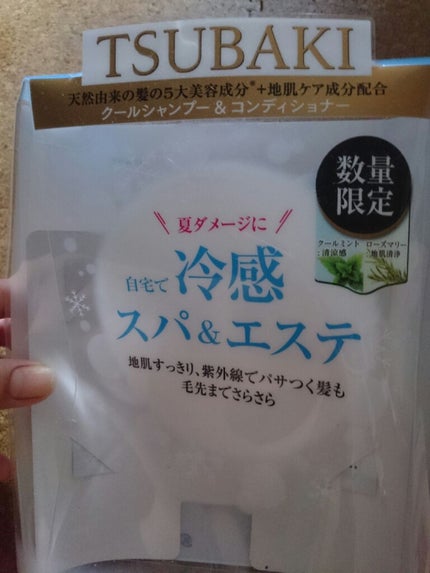 TSUBAKI
天然由来の髪の5大美容成分*+地肌ケア成分配合
クールシャンプー＆コンディショナー
数量
限定
クールミント
:清涼感
ローズマリー
:地肌清浄
夏ダメージに
自宅で 冷感
スパ＆エステ
地肌すっきり、紫外線でパサつく髪も
毛先までさらさら